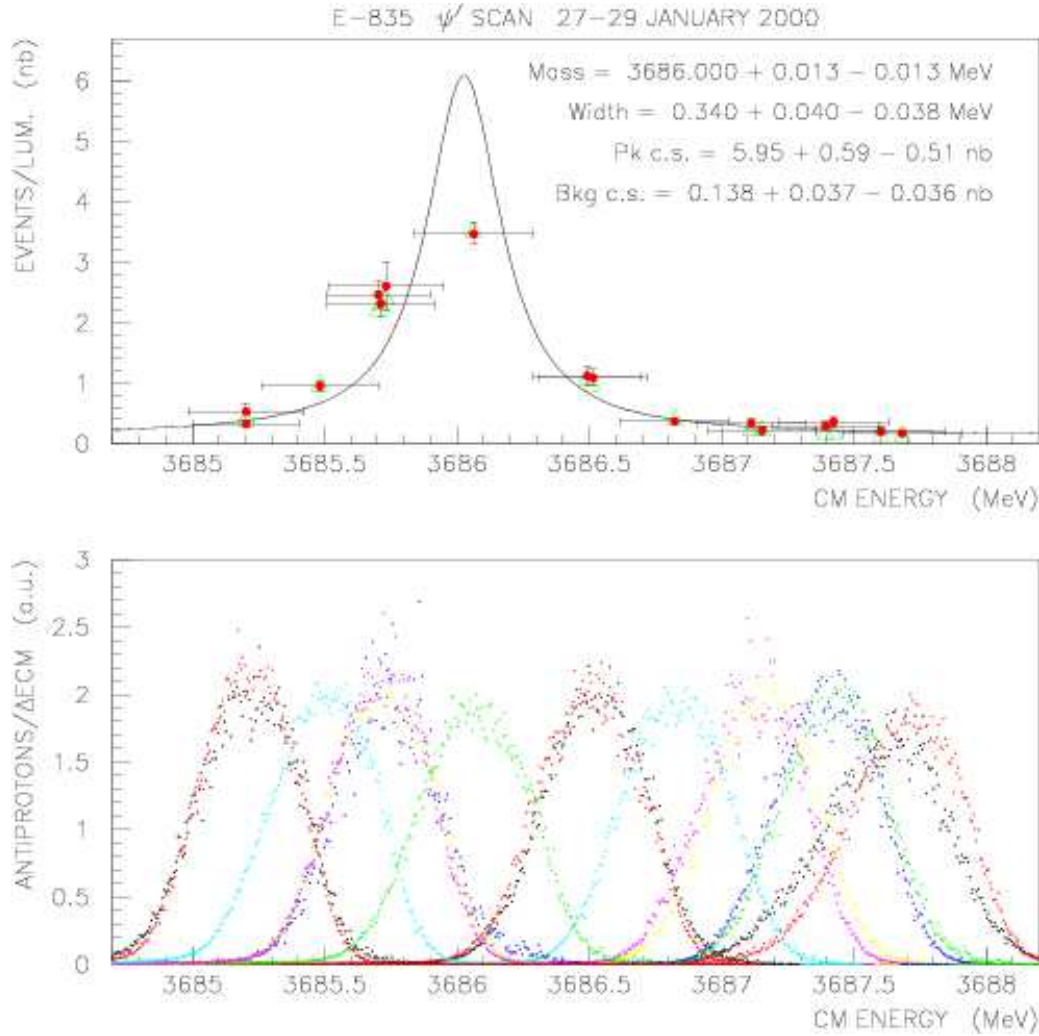 E-835 ψ′ SCAN 27-29 JANUARY 2000
EVENTS/LUM. (nb)
6
5
4
3
2
1
0
Mass = 3686.000 + 0.013 - 0.013 MeV
Width = 0.340 + 0.040 - 0.038 MeV
Pk c.s. = 5.95 + 0.59 - 0.51 nb
Bkg c.s. = 0.138 + 0.037 - 0.036 nb
3685 3685.5 3686 3686.5 3687 3687.5 3688
CM ENERGY (MeV)
ANTIPROTONS/ΔECM (a.u.)
3
2.5
2
1.5
1
0.5
0
3685 3685.5 3686 3686.5 3687 3687.5 3688
CM ENERGY (MeV)